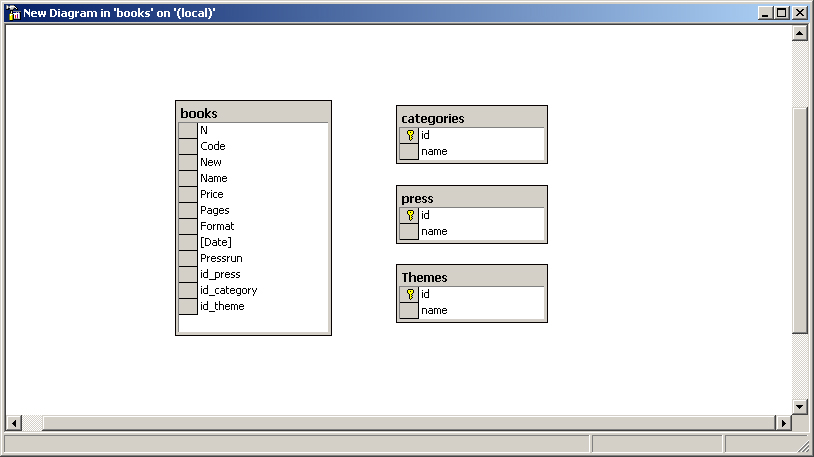 New Diagram in 'books' on '(local)'
books
N
Code
New
Name
Price
Pages
Format
[Date]
Pressrun
id_press
id_category
id_theme
categories
id
name
press
id
name
Themes
id
name